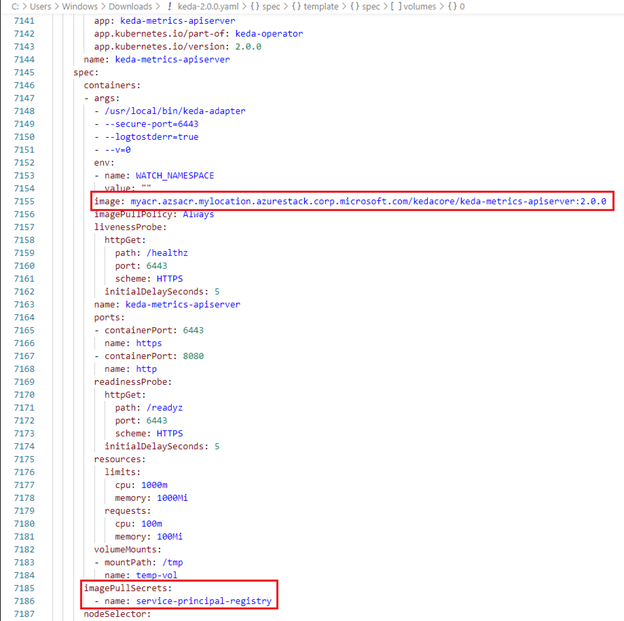 C: > Users > Windows > Downloads > ! keda-2.0.0.yaml > {} spec > {} template > {} spec > [ ] volumes > {} 0
7141 app: keda-metrics-apiserver
7142 app.kubernetes.io/part-of: keda-operator
7143 app.kubernetes.io/version: 2.0.0
7144 name: keda-metrics-apiserver
7145 spec:
7146 containers:
7147 - args:
7148 - /usr/local/bin/keda-adapter
7149 - --secure-port=6443
7150 - --logtostderr=true
7151 - --v=0
7152 env:
7153 - name: WATCH_NAMESPACE
7154 value: ""
7155 image: myacr.azsacr.mylocation.azurestack.corp.microsoft.com/kedacore/keda-metrics-apiserver:2.0.0
7156 imagePullPolicy: Always
7157 livenessProbe:
7158 httpGet:
7159 path: /healthz
7160 port: 6443
7161 scheme: HTTPS
7162 initialDelaySeconds: 5
7163 name: keda-metrics-apiserver
7164 ports:
7165 - containerPort: 6443
7166 name: https
7167 - containerPort: 8080
7168 name: http
7169 readinessProbe:
7170 httpGet:
7171 path: /readyz
7172 port: 6443
7173 scheme: HTTPS
7174 initialDelaySeconds: 5
7175 resources:
7176 limits:
7177 cpu: 1000m
7178 memory: 1000Mi
7179 requests:
7180 cpu: 100m
7181 memory: 100Mi
7182 volumeMounts:
7183 - mountPath: /tmp
7184 name: temp-vol
7185 imagePullSecrets:
7186 - name: service-principal-registry
7187 nodeSelector: